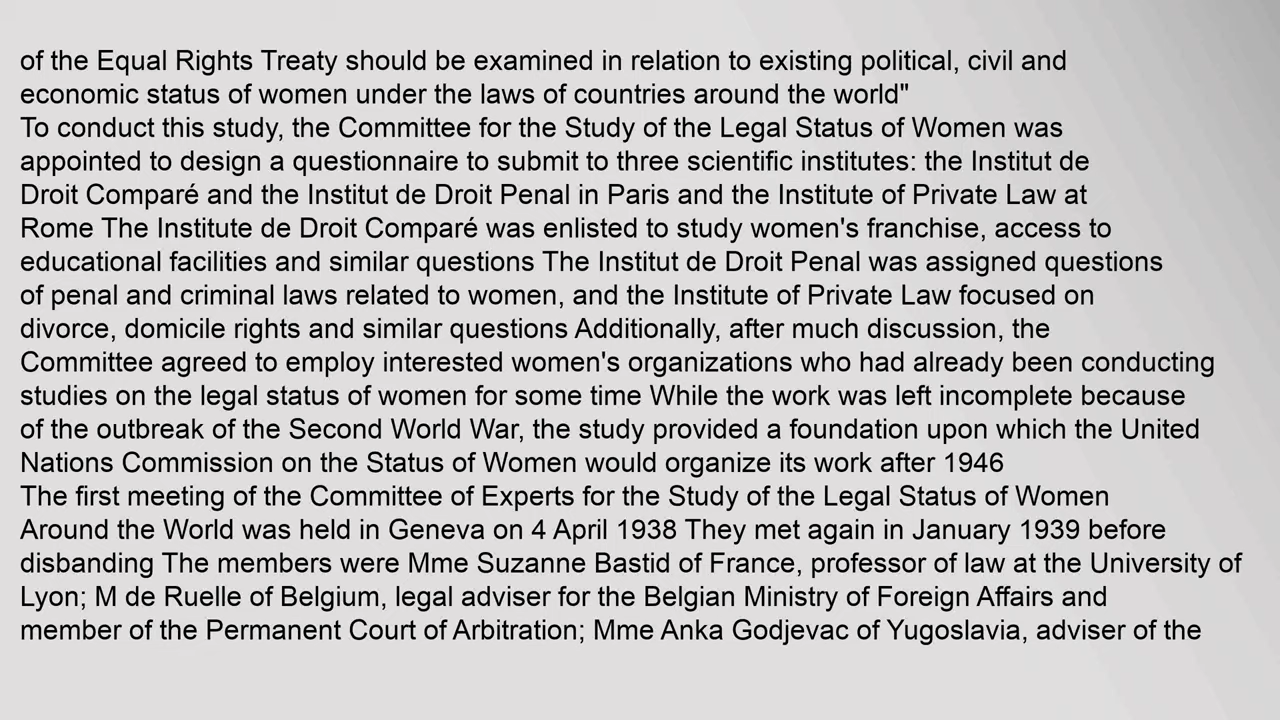 of the Equal Rights Treaty should be examined in relation to existing political, civil and
economic status of women under the laws of countries around the world"
To conduct this study, the Committee for the Study of the Legal Status of Women was
appointed to design a questionnaire to submit to three scientific institutes: the Institut de
Droit Comparé and the Institut de Droit Penal in Paris and the Institute of Private Law at
Rome The Institute de Droit Comparé was enlisted to study women's franchise, access to
educational facilities and similar questions The Institut de Droit Penal was assigned questions
of penal and criminal laws related to women, and the Institute of Private Law focused on
divorce, domicile rights and similar questions Additionally, after much discussion, the
Committee agreed to employ interested women's organizations who had already been conducting
studies on the legal status of women for some time While the work was left incomplete because
of the outbreak of the Second World War, the study provided a foundation upon which the United
Nations Commission on the Status of Women would organize its work after 1946
The first meeting of the Committee of Experts for the Study of the Legal Status of Women
Around the World was held in Geneva on 4 April 1938 They met again in January 1939 before
disbanding The members were Mme Suzanne Bastid of France, professor of law at the University of
Lyon; M de Ruelle of Belgium, legal adviser for the Belgian Ministry of Foreign Affairs and
member of the Permanent Court of Arbitration; Mme Anka Godjevac of Yugoslavia, adviser of the